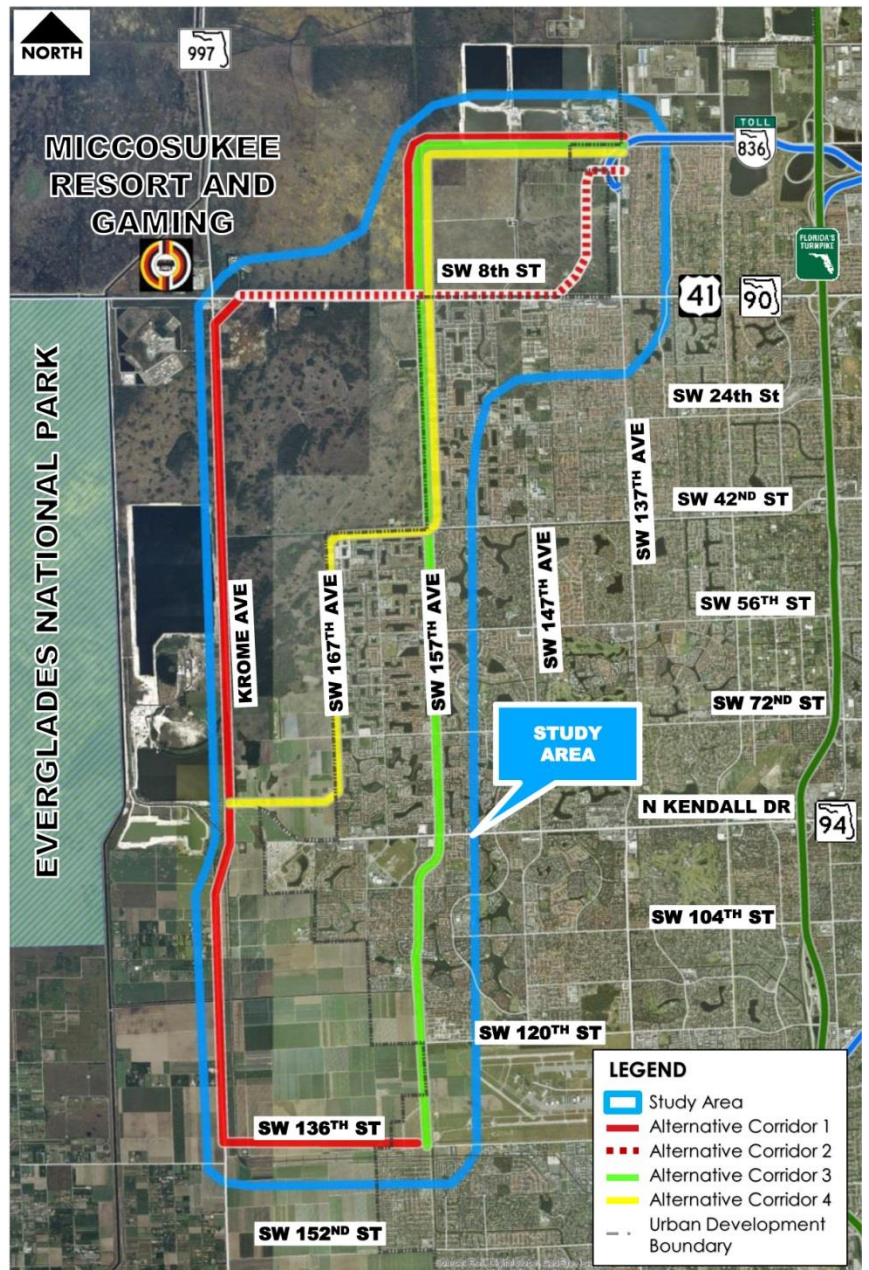 NORTH
997
MICCOSUKEE
RESORT AND
GAMING
TOLL
836
FLORIDA'S
TURNPIKE
SW 8th ST
41
90
EVERGLADES NATIONAL PARK
SW 24th St
SW 137TH AVE
SW 42ND ST
SW 147TH AVE
SW 56TH ST
KROME AVE
SW 167TH AVE
SW 157TH AVE
SW 72ND ST
STUDY
AREA
N KENDALL DR
94
SW 104TH ST
SW 120TH ST
SW 136TH ST
SW 152ND ST
LEGEND
Study Area
Alternative Corridor 1
Alternative Corridor 2
Alternative Corridor 3
Alternative Corridor 4
Urban Development
Boundary